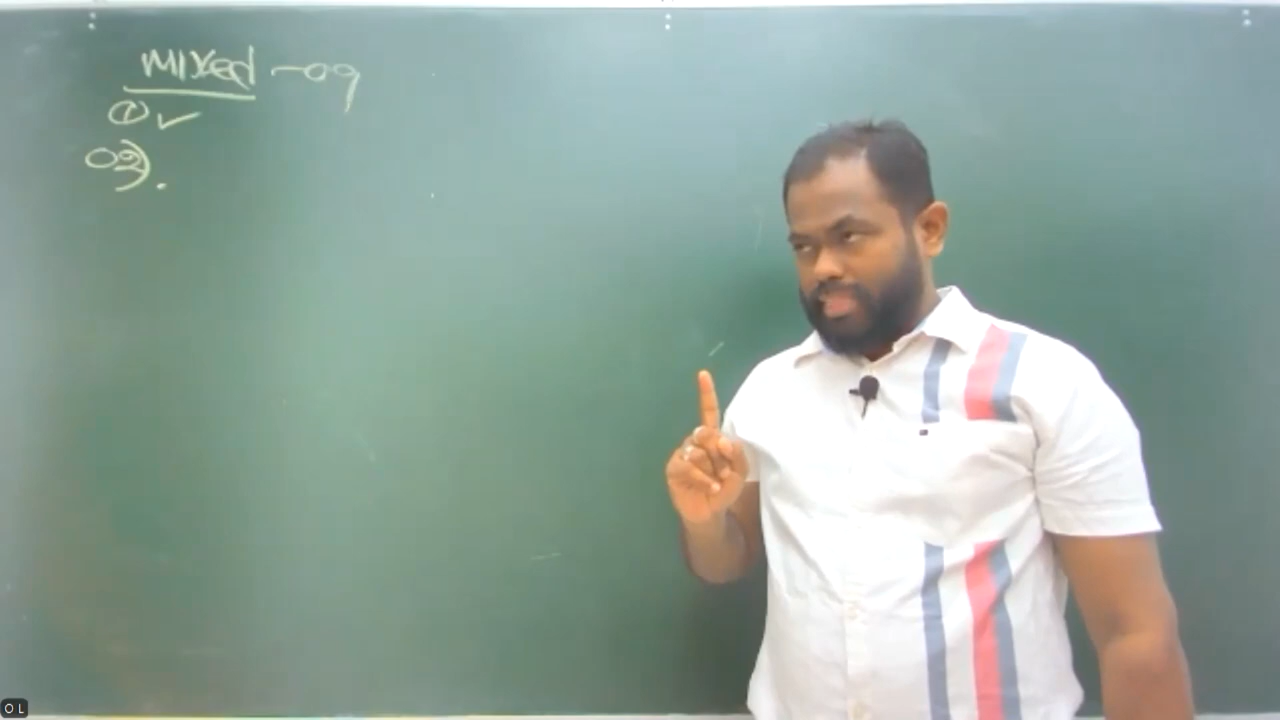 Mixed - 09
① ✓
02).
O L